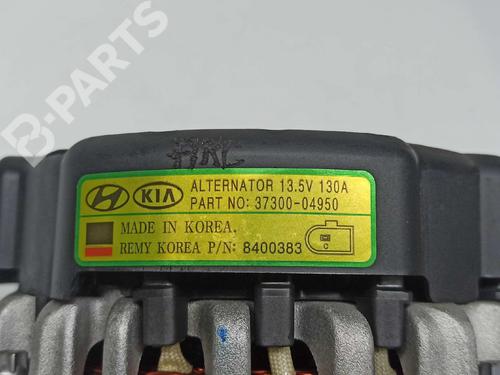 B-PARTS
KIA
ALTERNATOR 13.5V 130A
PART NO: 37300-04950
MADE IN KOREA.
REMY KOREA P/N: 8400383
C